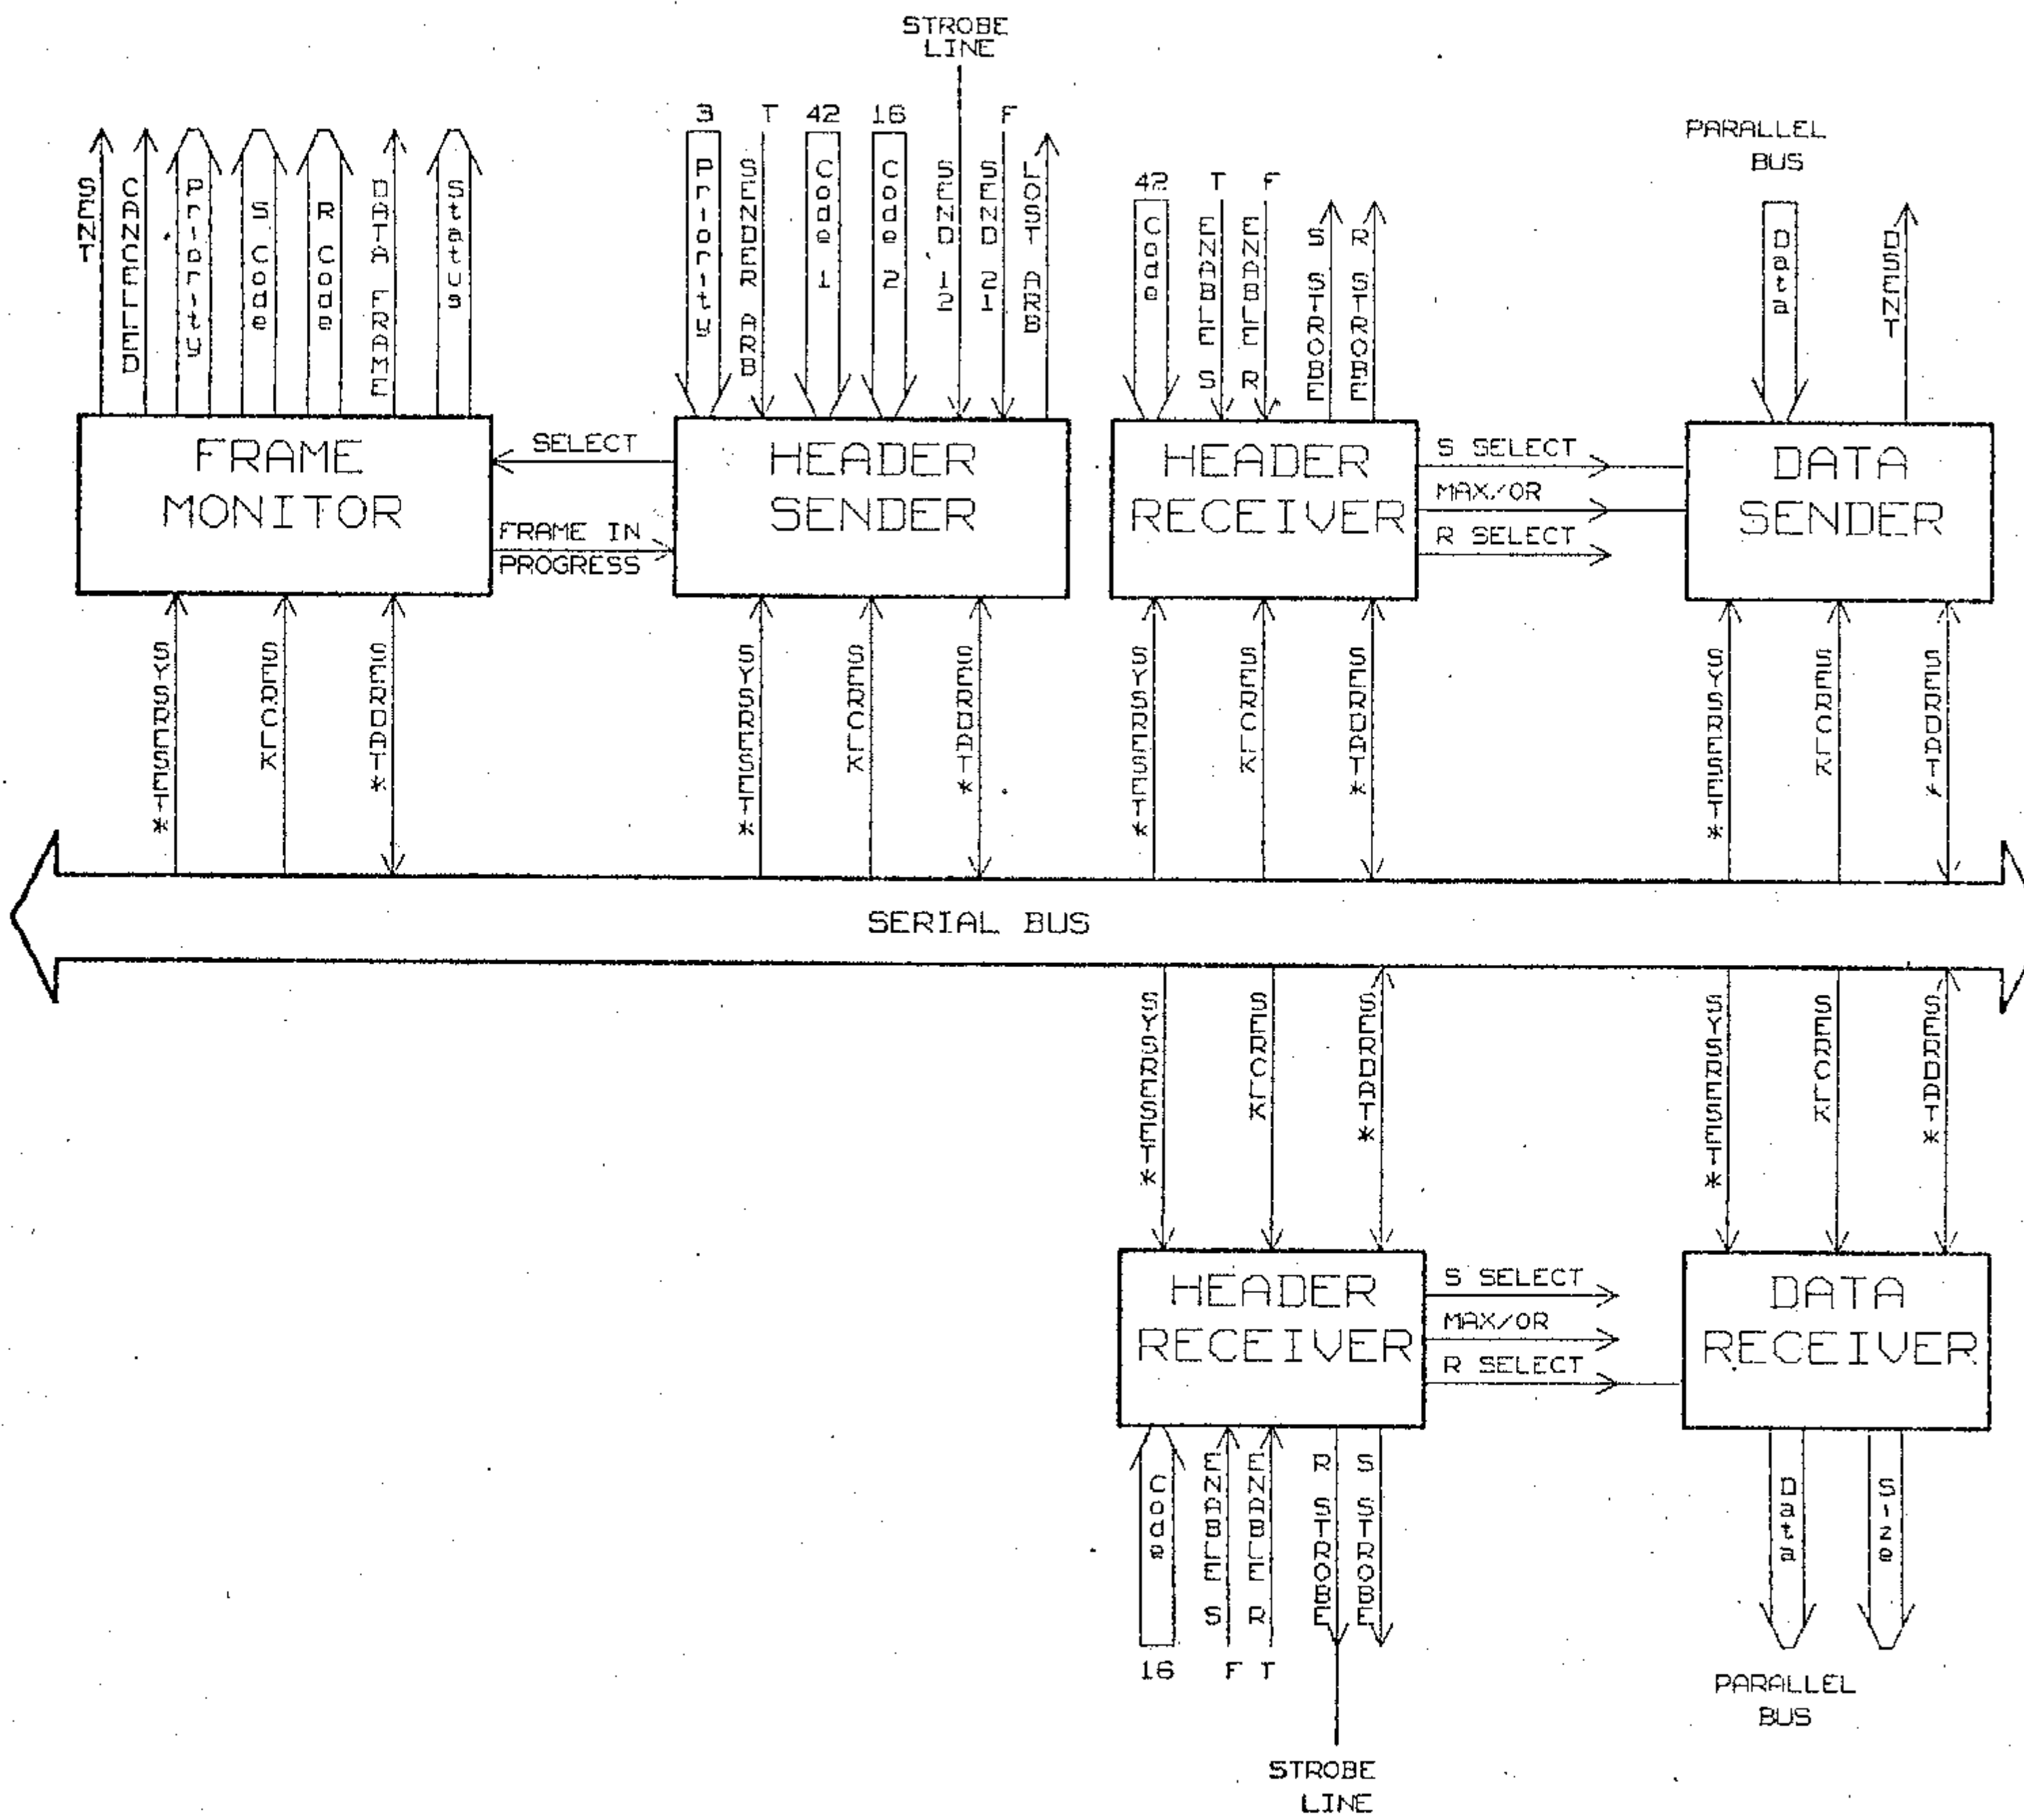 STROBE
LINE
3
T
42
16
F
PARALLEL
BUS
42
T
F
SENT
CANCELLED
Priority
S Code
R Code
DATA FRAME
Status
Priority
SENDER ARB
Code 1
Code 2
SEND 12
SEND 21
LOST ARB
Code
ENABLE S
ENABLE R
S STROBE
R STROBE
Data
DSENT
FRAME
MONITOR
SELECT
FRAME IN
PROGRESS
HEADER
SENDER
HEADER
RECEIVER
S SELECT
MAX/OR
R SELECT
DATA
SENDER
SYSRESET*
SERCLK
SERDAT*
SYSRESET*
SERCLK
SERDAT*
SYSRESET*
SERCLK
SERDAT*
SYSRESET*
SERCLK
SERDAT*
SERIAL BUS
SYSRESET*
SERCLK
SERDAT*
SYSRESET*
SERCLK
SERDAT*
HEADER
RECEIVER
S SELECT
MAX/OR
R SELECT
DATA
RECEIVER
Code
ENABLE S
ENABLE R
R STROBE
S STROBE
Data
Size
16
F
T
PARALLEL
BUS
STROBE
LINE